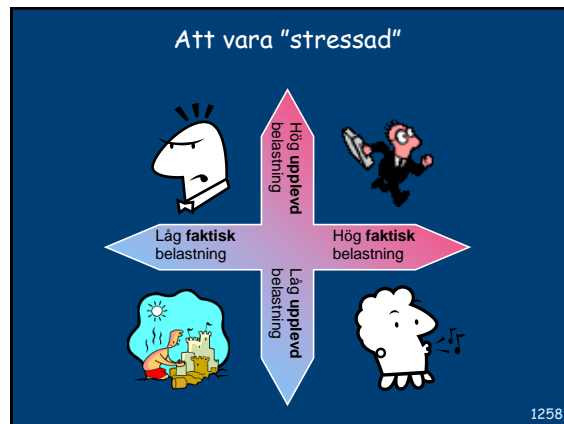 Att vara ”stressad”
Hög upplevd
belastning
Låg faktisk
belastning
Hög faktisk
belastning
Låg upplevd
belastning
1258